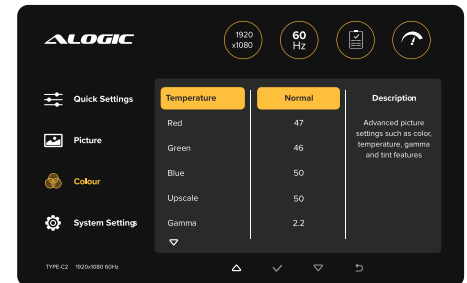 ALOGIC
1920
x1080
60
Hz
Quick Settings
Picture
Colour
System Settings
Temperature Normal
Red 47
Green 46
Blue 50
Upscale 50
Gamma 2.2
Description
Advanced picture
settings such as color,
temperature, gamma
and tint features
TYPE-C2 1920x1080 60Hz